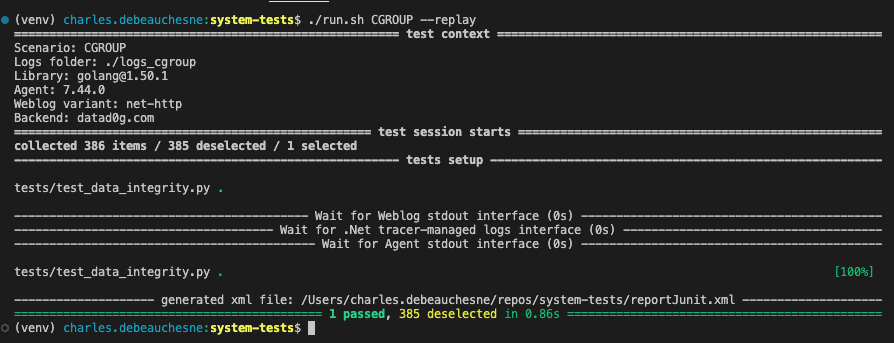 (venv) charles.debeauchesne:system-tests$ ./run.sh CGROUP --replay
======================================================= test context =======================================================
Scenario: CGROUP
Logs folder: ./logs_cgroup
Library: golang@1.50.1
Agent: 7.44.0
Weblog variant: net-http
Backend: datad0g.com
=================================================== test session starts ====================================================
collected 386 items / 385 deselected / 1 selected
------------------------------------------------------- tests setup --------------------------------------------------------
tests/test_data_integrity.py .
------------------------------------------ Wait for Weblog stdout interface (0s) -------------------------------------------
------------------------------------- Wait for .Net tracer-managed logs interface (0s) -------------------------------------
------------------------------------------- Wait for Agent stdout interface (0s) -------------------------------------------
tests/test_data_integrity.py . [100%]
-------------------- generated xml file: /Users/charles.debeauchesne/repos/system-tests/reportJunit.xml --------------------
============================================ 1 passed, 385 deselected in 0.86s =============================================
(venv) charles.debeauchesne:system-tests$